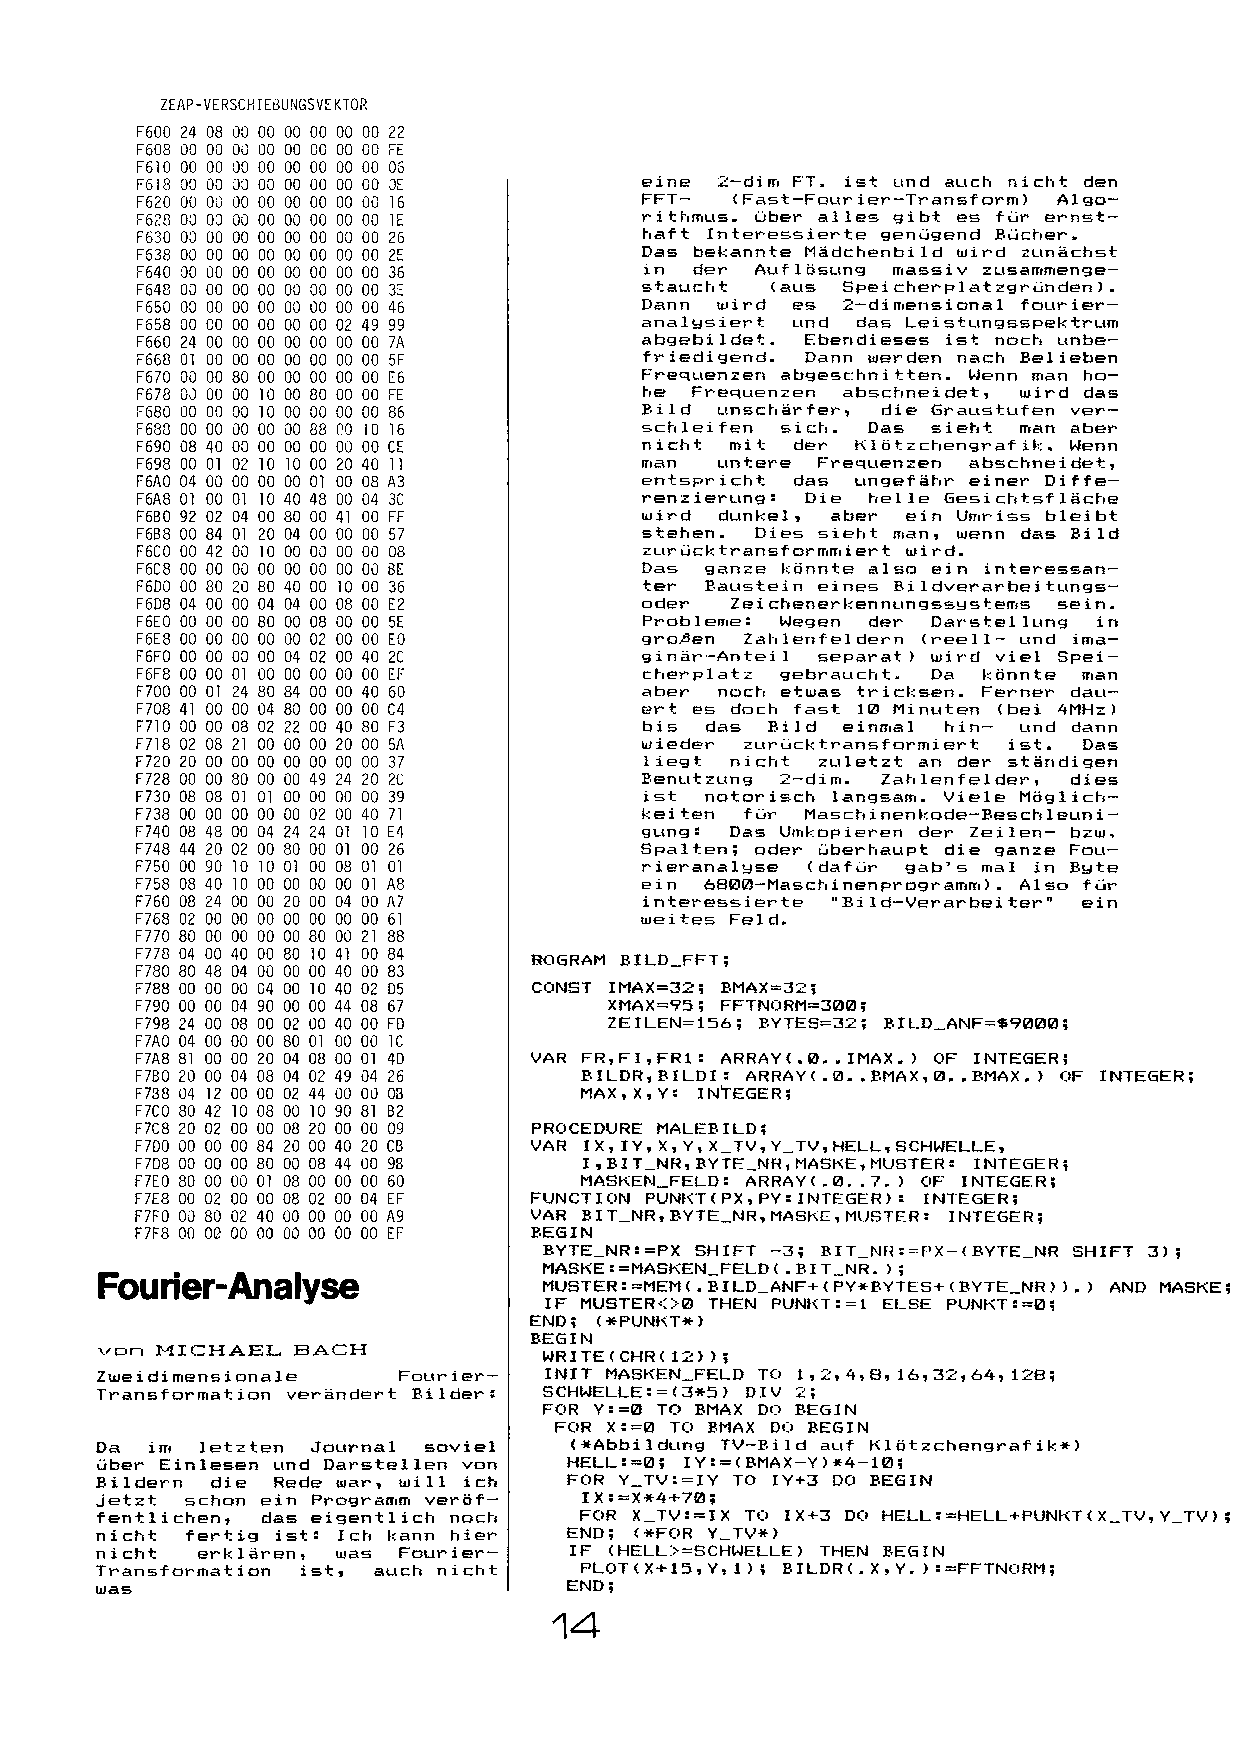 ZEAP-VERSCHIEBUNGSVEKTOR
F600 24 08 00 00 00 00 00 00 22
F608 00 00 00 00 00 00 00 00 FE
F610 00 00 00 00 00 00 00 00 06
F618 00 00 00 00 00 00 00 00 0E
F620 00 00 00 00 00 00 00 00 16
F628 00 00 00 00 00 00 00 00 1E
F630 00 00 00 00 00 00 00 00 26
F638 00 00 00 00 00 00 00 00 2E
F640 00 00 00 00 00 00 00 00 36
F648 00 00 00 00 00 00 00 00 3E
F650 00 00 00 00 00 00 00 00 46
F658 00 00 00 00 00 00 02 49 99
F660 24 00 00 00 00 00 00 00 7A
F668 01 00 00 00 00 00 00 00 5F
F670 00 00 80 00 00 00 00 00 E6
F678 00 00 00 10 00 80 00 00 FE
F680 00 00 00 10 00 00 00 00 86
F688 00 00 00 00 00 88 00 10 16
F690 08 40 00 00 00 00 00 00 CE
F698 00 01 02 10 10 00 20 40 11
F6A0 04 00 00 00 00 01 00 08 A3
F6A8 01 00 01 10 40 48 00 04 3C
F6B0 92 02 04 00 80 00 41 00 FF
F6B8 00 84 01 20 04 00 00 00 57
F6C0 00 42 00 10 00 00 00 00 08
F6C8 00 00 00 00 00 00 00 00 BE
F6D0 00 80 20 80 40 00 10 00 36
F6D8 04 00 00 04 04 00 08 00 E2
F6E0 00 00 00 80 00 08 00 00 5E
F6E8 00 00 00 00 00 02 00 00 E0
F6F0 00 00 00 00 04 02 00 40 2C
F6F8 00 00 01 00 00 00 00 00 EF
F700 00 01 24 80 84 00 00 40 60
F708 41 00 00 04 80 00 00 00 C4
F710 00 00 08 02 22 00 40 80 F3
F718 02 08 21 00 00 00 20 00 5A
F720 20 00 00 00 00 00 00 00 37
F728 00 00 80 00 00 49 24 20 2C
F730 08 08 01 01 00 00 00 00 39
F738 00 00 00 00 00 02 00 40 71
F740 08 48 00 04 24 24 01 10 E4
F748 44 20 02 00 80 00 01 00 26
F750 00 90 10 10 01 00 08 01 01
F758 08 40 10 00 00 00 00 01 A8
F760 08 24 00 00 20 00 04 00 A7
F768 02 00 00 00 00 00 00 00 61
F770 80 00 00 00 00 80 00 21 88
F778 04 00 40 00 80 10 41 00 84
F780 80 48 04 00 00 00 40 00 83
F788 00 00 00 04 00 10 40 02 D5
F790 00 00 04 90 00 00 44 08 67
F798 24 00 08 00 02 00 40 00 FD
F7A0 04 00 00 00 80 01 00 00 1C
F7A8 81 00 00 20 04 08 00 01 4D
F7B0 20 00 04 08 04 02 49 04 26
F7B8 04 12 00 00 02 44 00 00 0B
F7C0 80 42 10 08 00 10 90 81 B2
F7C8 20 02 00 00 08 20 00 00 09
F7D0 00 00 00 84 20 00 40 20 CB
F7D8 00 00 00 80 00 08 44 00 9B
F7E0 80 00 00 01 08 00 00 00 60
F7E8 00 02 00 00 08 02 00 04 EF
F7F0 00 80 02 40 00 00 00 00 A9
F7F8 00 00 00 00 00 00 00 00 EF
Fourier-Analyse
von MICHAEL BACH
Zweidimensionale Fourier-
Transformation verändert Bilder:
Da im letzten Journal soviel
über Einlesen und Darstellen von
Bildern die Rede war, will ich
jetzt schon ein Programm veröf-
fentlichen, das eigentlich noch
nicht fertig ist: Ich kann hier
nicht erklären, was Fourier-
Transformation ist, auch nicht
was
eine 2-dim FT. ist und auch nicht den
FFT- (Fast-Fourier-Transform) Algo-
rithmus. über alles gibt es für ernst-
haft Interessierte genügend Bücher.
Das bekannte Mädchenbild wird zunächst
in der Auflösung massiv zusammenge-
staucht (aus Speicherplatzgründen).
Dann wird es 2-dimensional fourier-
analysiert und das Leistungsspektrum
abgebildet. Ebendieses ist noch unbe-
friedigend. Dann werden nach Belieben
Frequenzen abgeschnitten. Wenn man ho-
he Frequenzen abschneidet, wird das
Bild unschärfer, die Graustufen ver-
schleifen sich. Das sieht man aber
nicht mit der Klötzchengrafik. Wenn
man untere Frequenzen abschneidet,
entspricht das ungefähr einer Diffe-
renzierung: Die helle Gesichtsfläche
wird dunkel, aber ein Umriss bleibt
stehen. Dies sieht man, wenn das Bild
zurücktransformmiert wird.
Das ganze könnte also ein interessan-
ter Baustein eines Bildverarbeitungs-
oder Zeichenerkennungssystems sein.
Probleme: Wegen der Darstellung in
großen Zahlenfeldern (reell- und ima-
ginär-Anteil separat) wird viel Spei-
cherplatz gebraucht. Da könnte man
aber noch etwas tricksen. Ferner dau-
ert es doch fast 10 Minuten (bei 4MHz)
bis das Bild einmal hin- und dann
wieder zurücktransformiert ist. Das
liegt nicht zuletzt an der ständigen
Benutzung 2-dim. Zahlenfelder, dies
ist notorisch langsam. Viele Möglich-
keiten für Maschinenkode-Beschleuni-
gung: Das Umkopieren der Zeilen- bzw.
Spalten; oder überhaupt die ganze Fou-
rieranalyse (dafür gab's mal in Byte
ein 6800-Maschinenprogramm). Also für
interessierte "Bild-Verarbeiter" ein
weites Feld.
ROGRAM BILD_FFT;
CONST IMAX=32; BMAX=32;
XMAX=95; FFTNORM=300;
ZEILEN=156; BYTES=32; BILD_ANF=$9000;
VAR FR,FI,FR1: ARRAY(.0..IMAX.) OF INTEGER;
BILDR,BILDI: ARRAY(.0..BMAX,0..BMAX.) OF INTEGER;
MAX,X,Y: INTEGER;
PROCEDURE MALEBILD;
VAR IX,IY,X,Y,X_TV,Y_TV,HELL,SCHWELLE,
I,BIT_NR,BYTE_NR,MASKE,MUSTER: INTEGER;
MASKEN_FELD: ARRAY(.0..7.) OF INTEGER;
FUNCTION PUNKT(PX,PY:INTEGER): INTEGER;
VAR BIT_NR,BYTE_NR,MASKE,MUSTER: INTEGER;
BEGIN
BYTE_NR:=PX SHIFT -3; BIT_NR:=PX-(BYTE_NR SHIFT 3);
MASKE:=MASKEN_FELD(.BIT_NR.);
MUSTER:=MEM(.BILD_ANF+(PY*BYTES+(BYTE_NR)).) AND MASKE;
IF MUSTER<>0 THEN PUNKT:=1 ELSE PUNKT:=0;
END; (*PUNKT*)
BEGIN
WRITE(CHR(12));
INIT MASKEN_FELD TO 1,2,4,8,16,32,64,128;
SCHWELLE:=(3*5) DIV 2;
FOR Y:=0 TO BMAX DO BEGIN
FOR X:=0 TO BMAX DO BEGIN
(*Abbildung TV-Bild auf Klötzchengrafik*)
HELL:=0; IY:=(BMAX-Y)*4-10;
FOR Y_TV:=IY TO IY+3 DO BEGIN
IX:=X*4+70;
FOR X_TV:=IX TO IX+3 DO HELL:=HELL+PUNKT(X_TV,Y_TV);
END; (*FOR Y_TV*)
IF (HELL>=SCHWELLE) THEN BEGIN
PLOT(X+15,Y,1); BILDR(.X,Y.):=FFTNORM;
END;
14